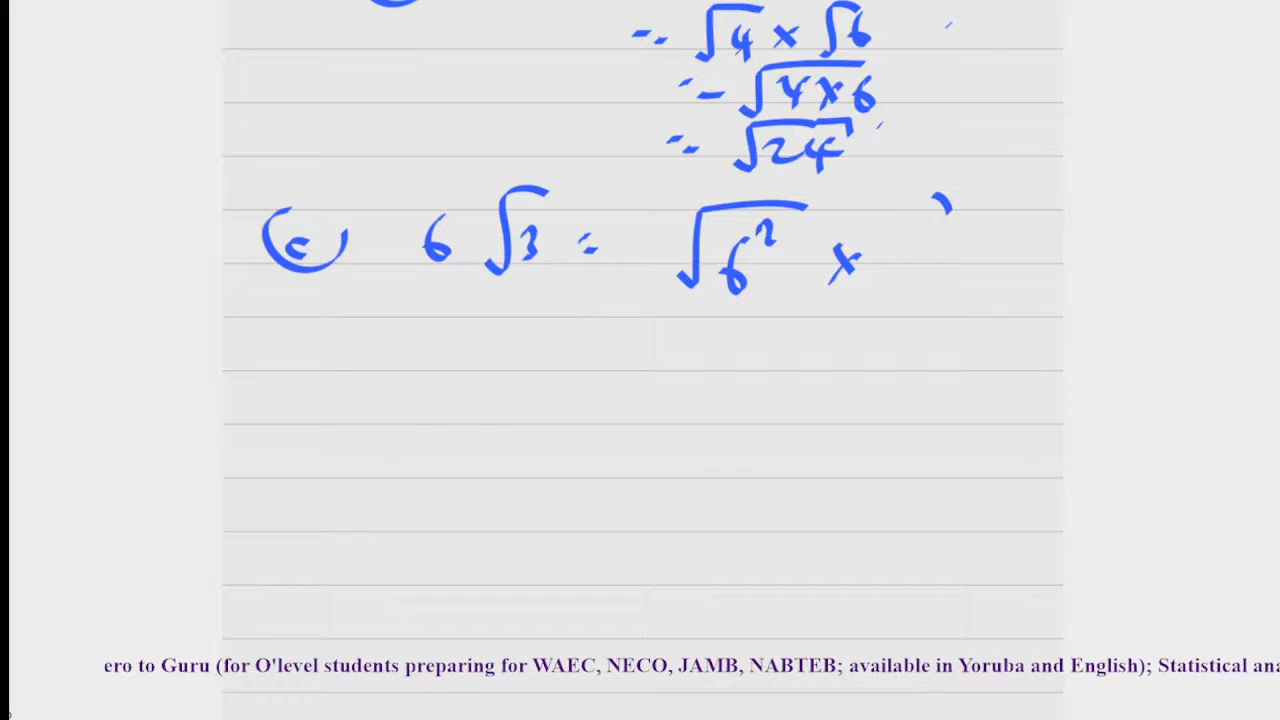 = √4 × √6
= √4×6
= √24
(c) 6√3 = √6² ×
ero to Guru (for O'level students preparing for WAEC, NECO, JAMB, NABTEB; available in Yoruba and English); Statistical ana